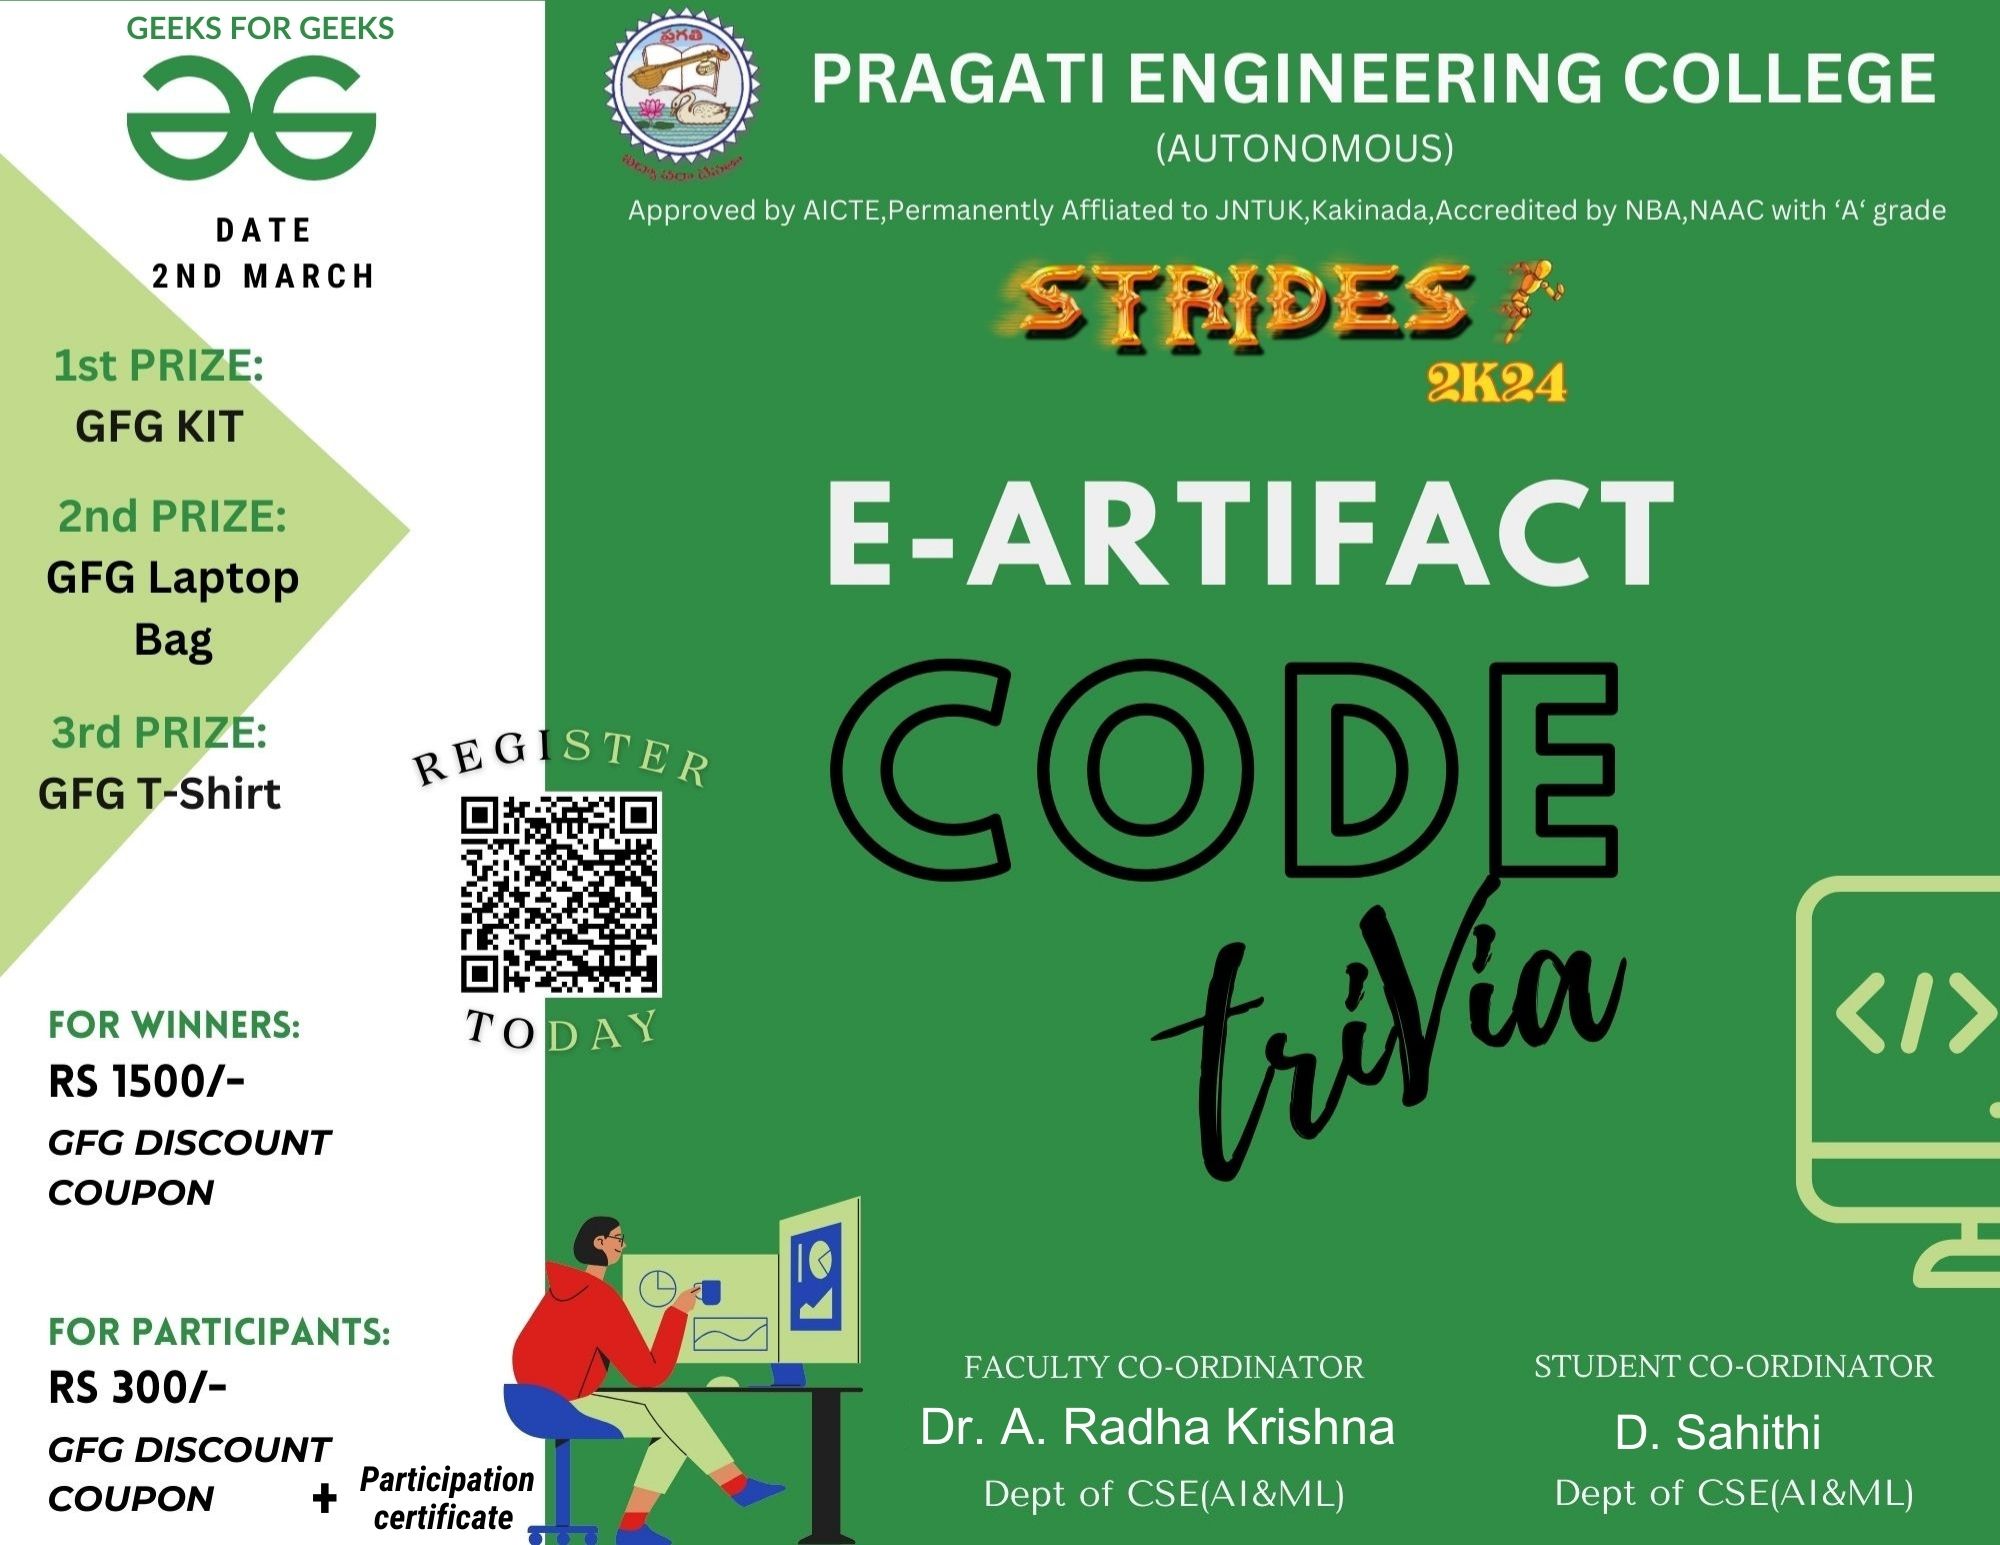 GEEKS FOR GEEKS
DATE
2ND MARCH
1st PRIZE:
GFG KIT
2nd PRIZE:
GFG Laptop
Bag
3rd PRIZE:
GFG T-Shirt
REGISTER
TODAY
FOR WINNERS:
RS 1500/-
GFG DISCOUNT
COUPON
FOR PARTICIPANTS:
RS 300/-
GFG DISCOUNT
COUPON + Participation
certificate
ప్రగతి
PRAGATI ENGINEERING COLLEGE
(AUTONOMOUS)
Approved by AICTE,Permanently Affliated to JNTUK,Kakinada,Accredited by NBA,NAAC with ‘A‘ grade
STRIDES
2K24
E-ARTIFACT
CODE
triVia
</>
FACULTY CO-ORDINATOR
Dr. A. Radha Krishna
Dept of CSE(AI&ML)
STUDENT CO-ORDINATOR
D. Sahithi
Dept of CSE(AI&ML)